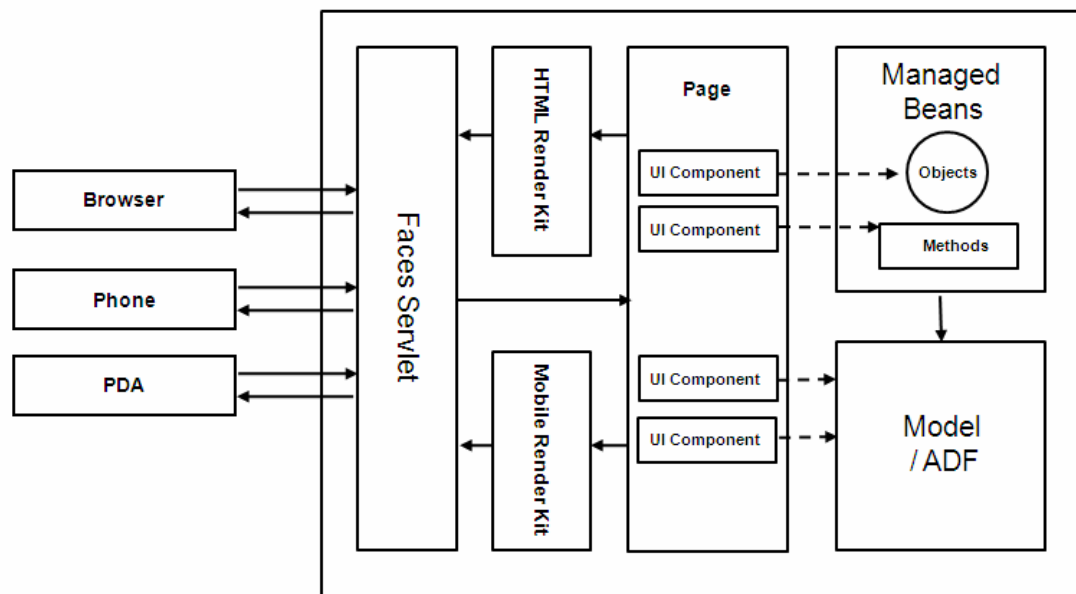 Browser
Phone
PDA
Faces Servlet
HTML Render Kit
Mobile Render Kit
Page
UI Component
UI Component
UI Component
UI Component
Managed
Beans
Objects
Methods
Model
/ ADF